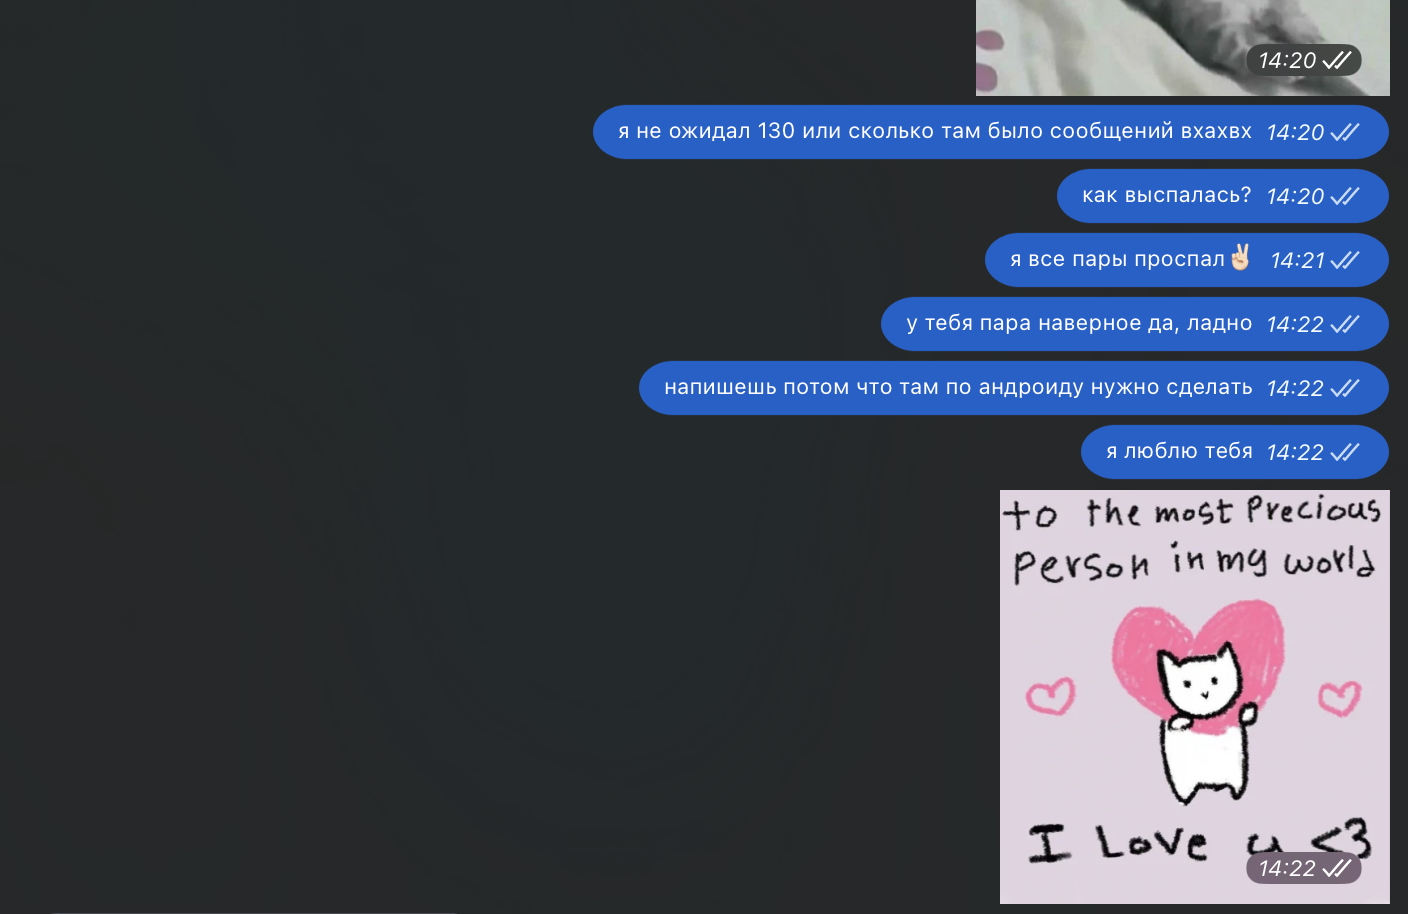 14:20
я не ожидал 130 или сколько там было сообщений вхахвх 14:20
как выспалась? 14:20
я все пары проспал✌🏻 14:21
у тебя пара наверное да, ладно 14:22
напишешь потом что там по андроиду нужно сделать 14:22
я люблю тебя 14:22
to the most Precious
Person in my world
I Love u <3
14:22